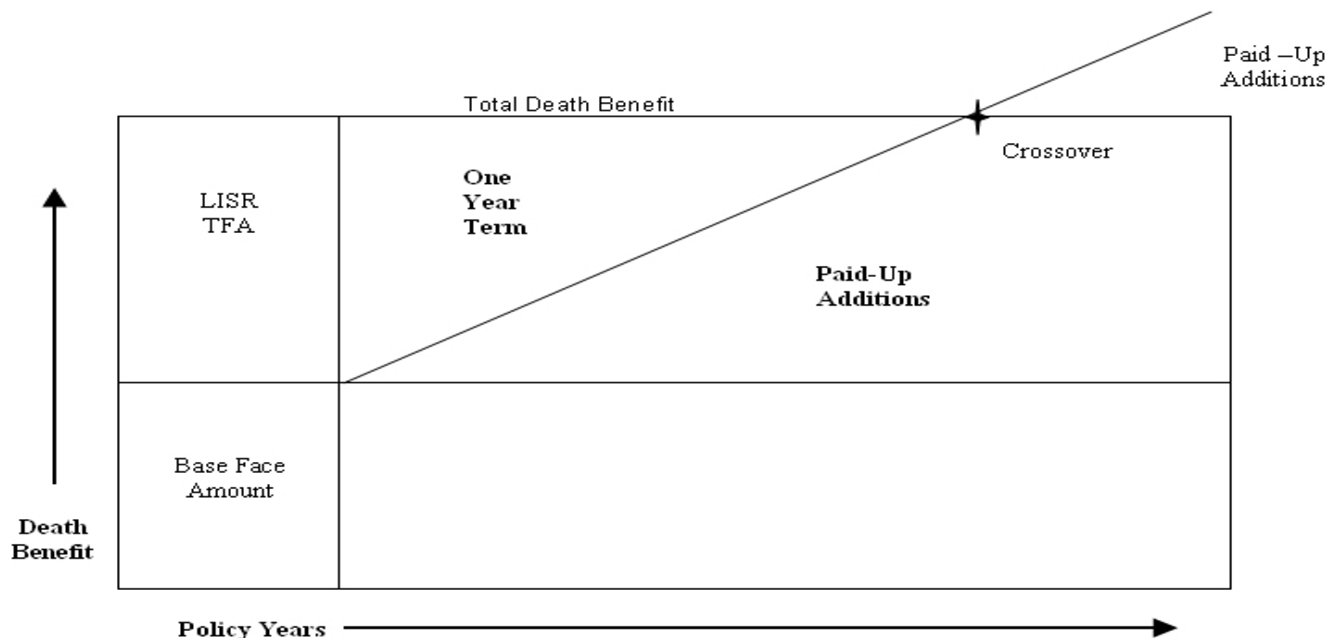 Paid –Up
Additions
Total Death Benefit
Crossover
One
Year
Term
LISR
TFA
Paid-Up
Additions
Base Face
Amount
Death
Benefit
Policy Years